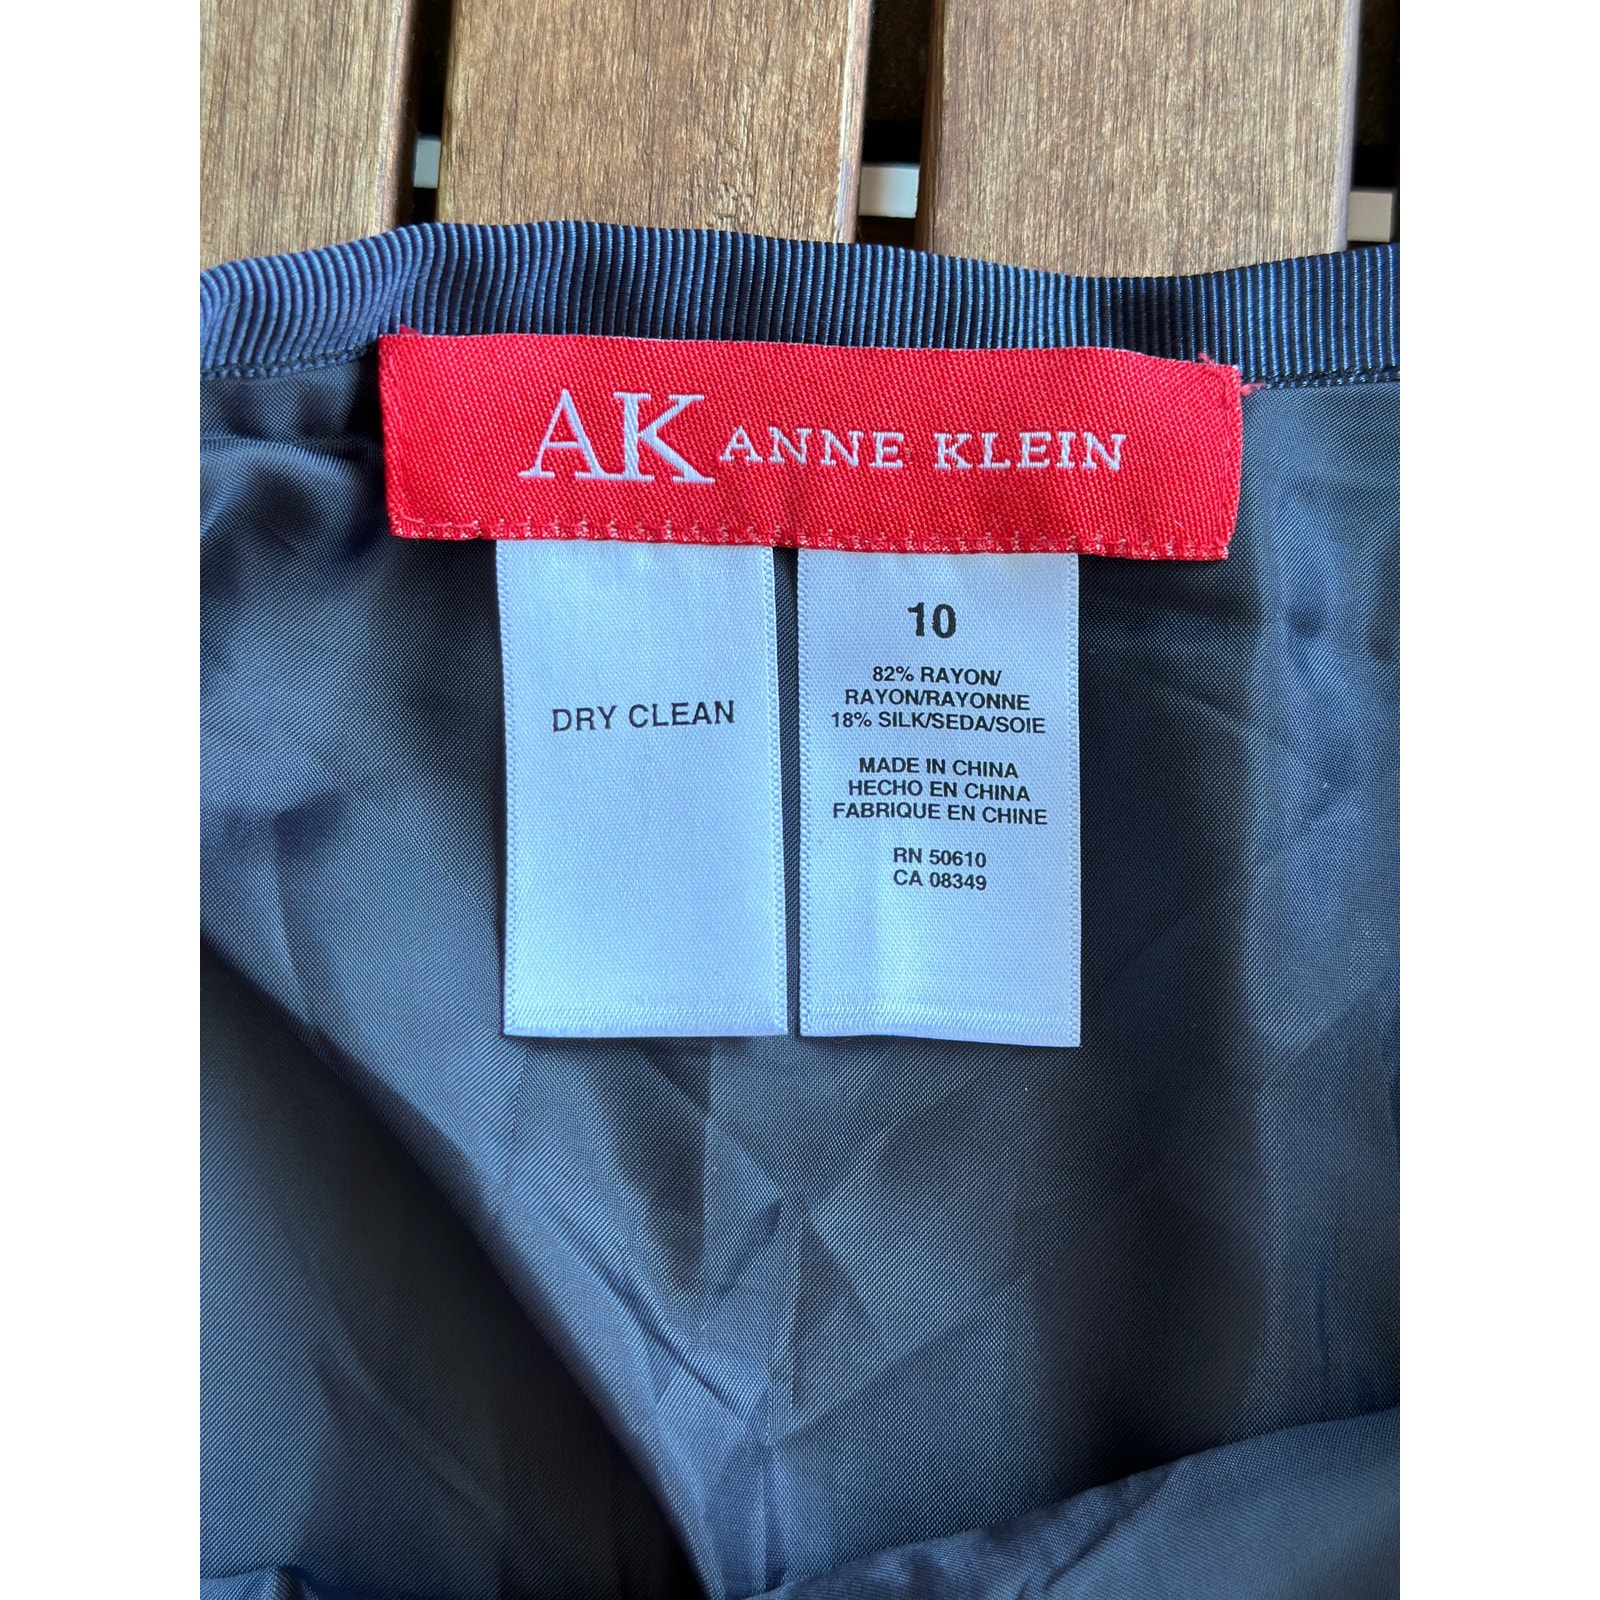 AK ANNE KLEIN
DRY CLEAN
10
82% RAYON/
RAYON/RAYONNE
18% SILK/SEDA/SOIE
MADE IN CHINA
HECHO EN CHINA
FABRIQUE EN CHINE
RN 50610
CA 08349